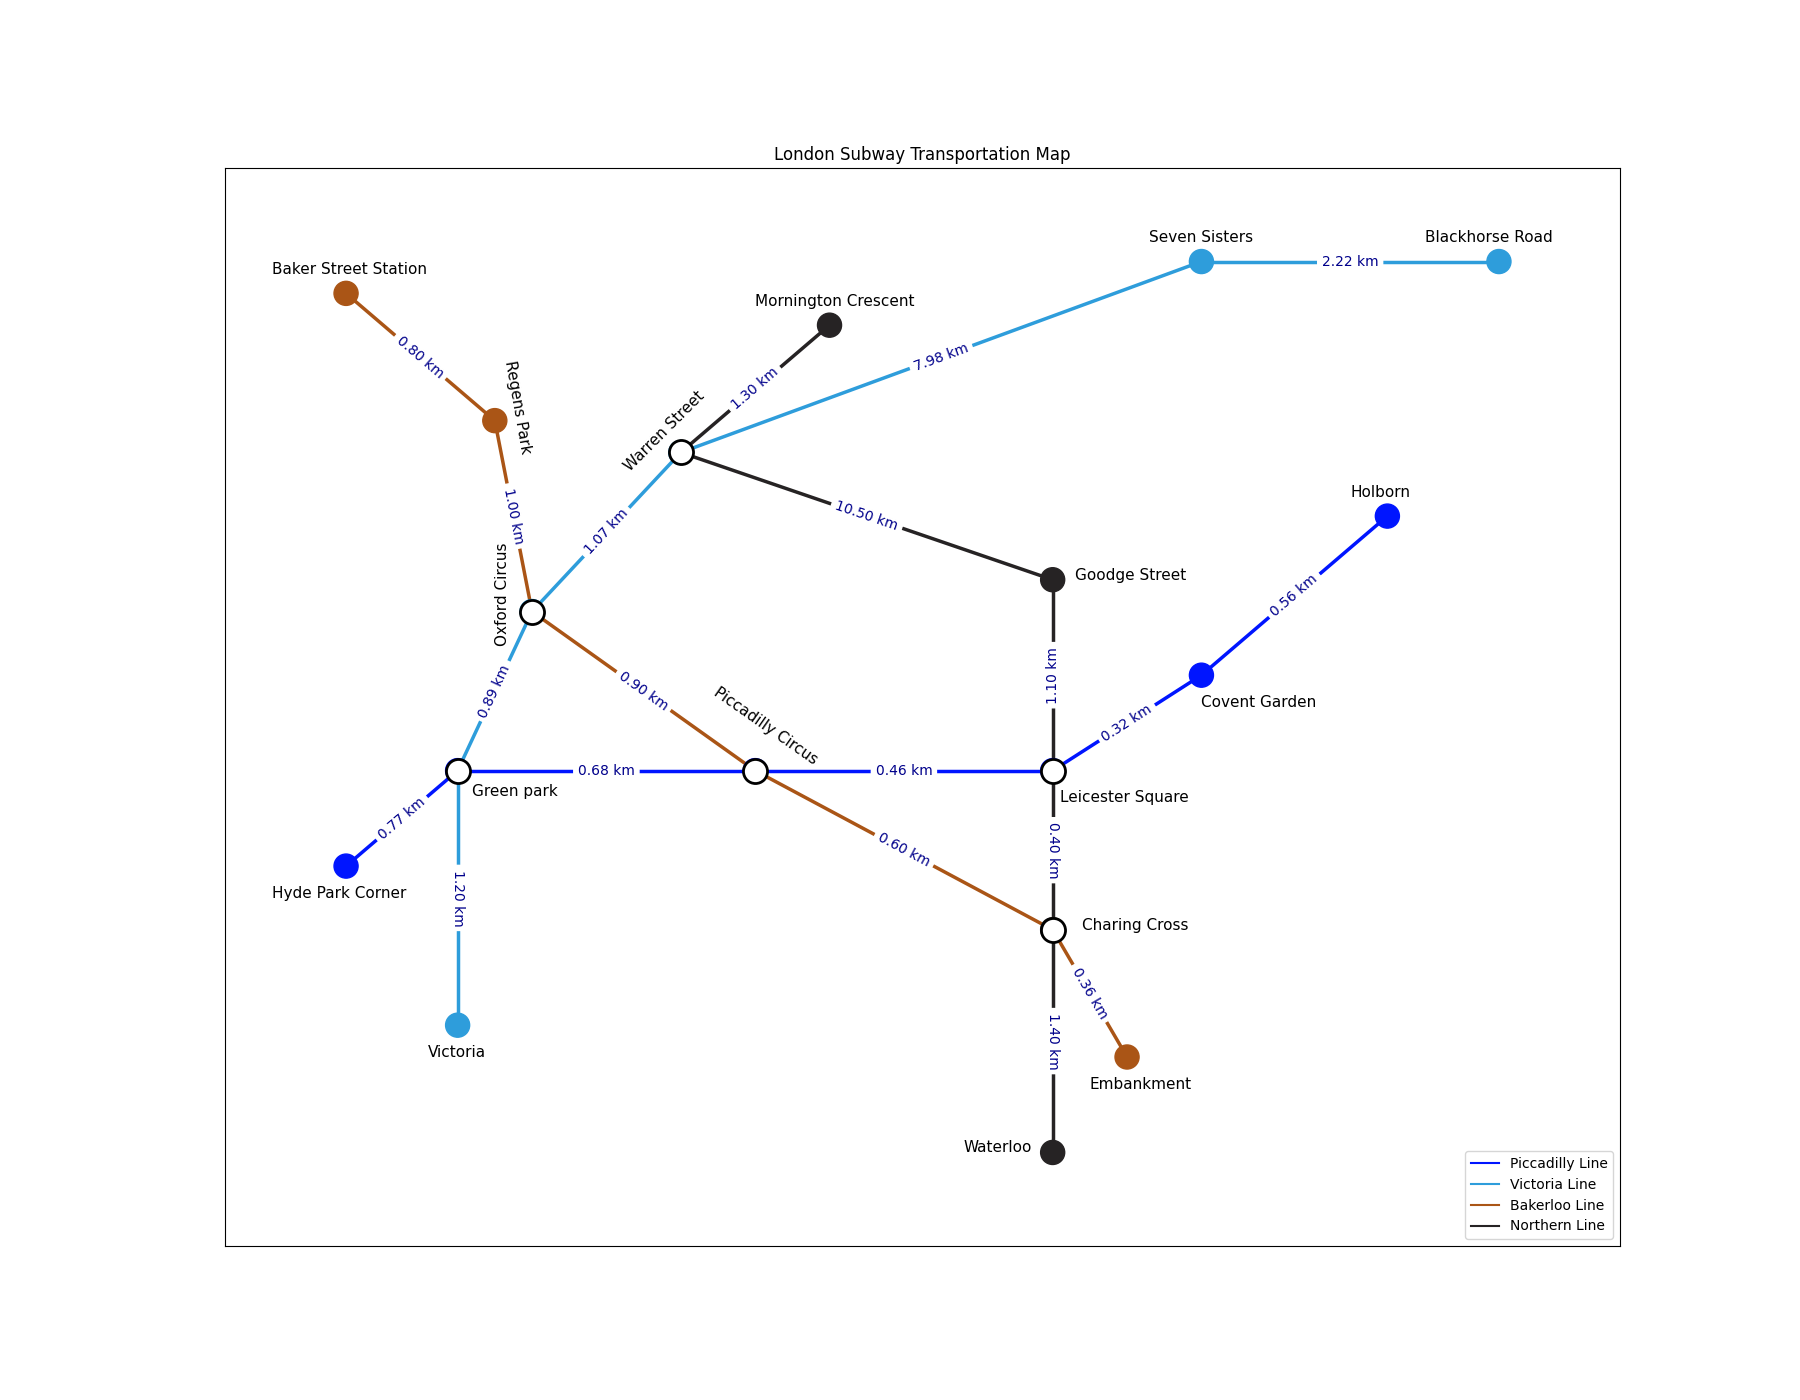 London Subway Transportation Map
Seven Sisters
Blackhorse Road
2.22 km
Baker Street Station
Mornington Crescent
0.80 km
7.98 km
1.30 km
Regens Park
Warren Street
10.50 km
1.00 km
1.07 km
Holborn
Oxford Circus
Goodge Street
0.56 km
0.89 km
0.90 km
1.10 km
Covent Garden
0.32 km
Piccadilly Circus
0.68 km
0.46 km
Green park
Leicester Square
0.77 km
0.60 km
0.40 km
Hyde Park Corner
1.20 km
Charing Cross
0.36 km
1.40 km
Victoria
Embankment
Waterloo
Piccadilly Line
Victoria Line
Bakerloo Line
Northern Line